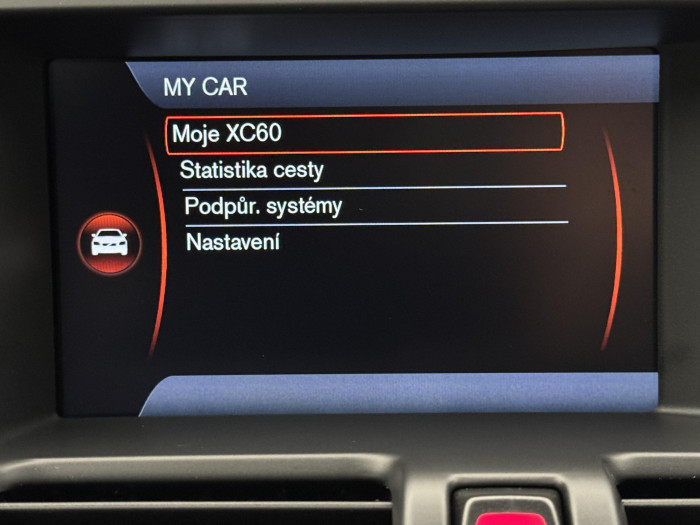 MY CAR
Moje XC60
Statistika cesty
Podpůr. systémy
Nastavení